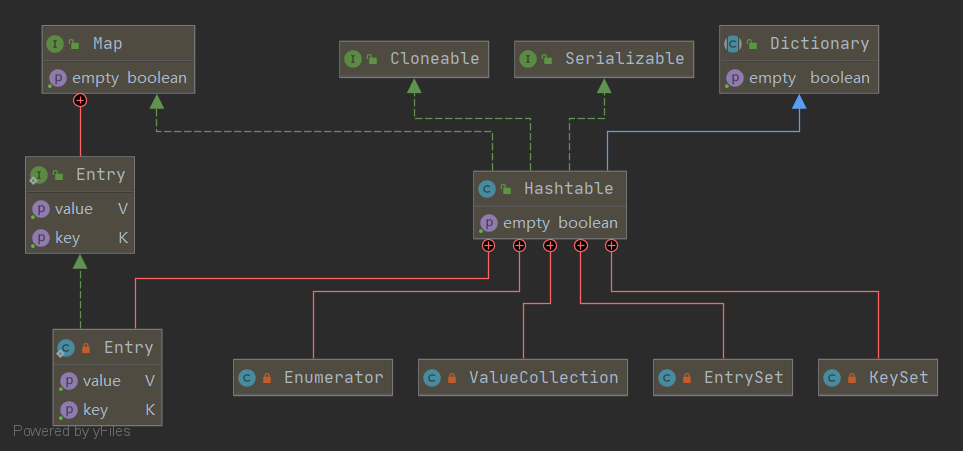 Map
empty boolean
Cloneable
Serializable
Dictionary
empty boolean
Entry
value V
key K
Hashtable
empty boolean
Entry
value V
key K
Enumerator
ValueCollection
EntrySet
KeySet
Powered by yFiles